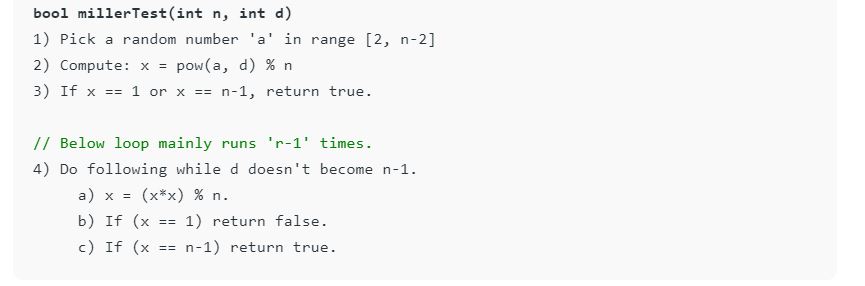 bool millerTest(int n, int d)
1) Pick a random number 'a' in range [2, n-2]
2) Compute: x = pow(a, d) % n
3) If x == 1 or x == n-1, return true.
// Below loop mainly runs 'r-1' times.
4) Do following while d doesn't become n-1.
a) x = (x*x) % n.
b) If (x == 1) return false.
c) If (x == n-1) return true.